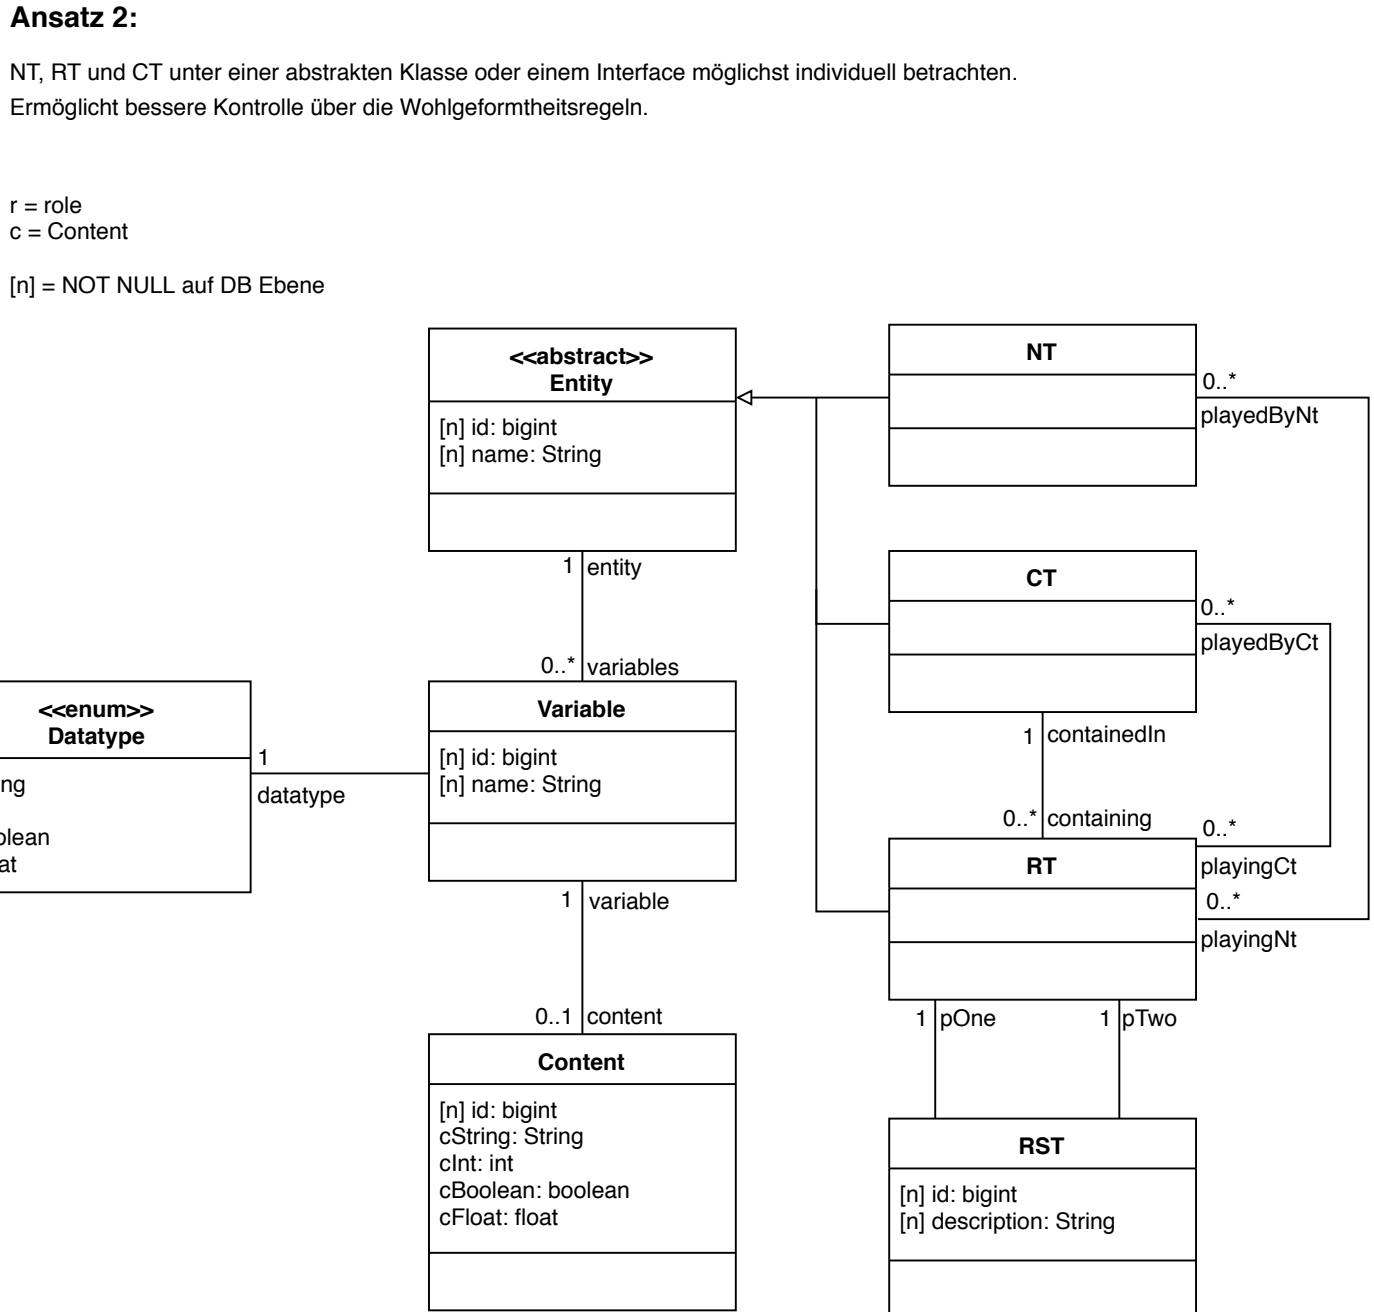 Ansatz 2:
NT, RT und CT unter einer abstrakten Klasse oder einem Interface möglichst individuell betrachten.
Ermöglicht bessere Kontrolle über die Wohlgeformtheitsregeln.
r = role
c = Content
[n] = NOT NULL auf DB Ebene
<<abstract>>
Entity
[n] id: bigint
[n] name: String
NT
0..*
playedByNt
1 entity
CT
0..*
playedByCt
0..* variables
<<enum>>
Datatype
ng
olean
at
1
datatype
Variable
[n] id: bigint
[n] name: String
1 containedIn
0..* containing
0..*
playingCt
RT
0..*
playingNt
1 variable
0..1 content
1 pOne
1 pTwo
Content
[n] id: bigint
cString: String
cInt: int
cBoolean: boolean
cFloat: float
RST
[n] id: bigint
[n] description: String